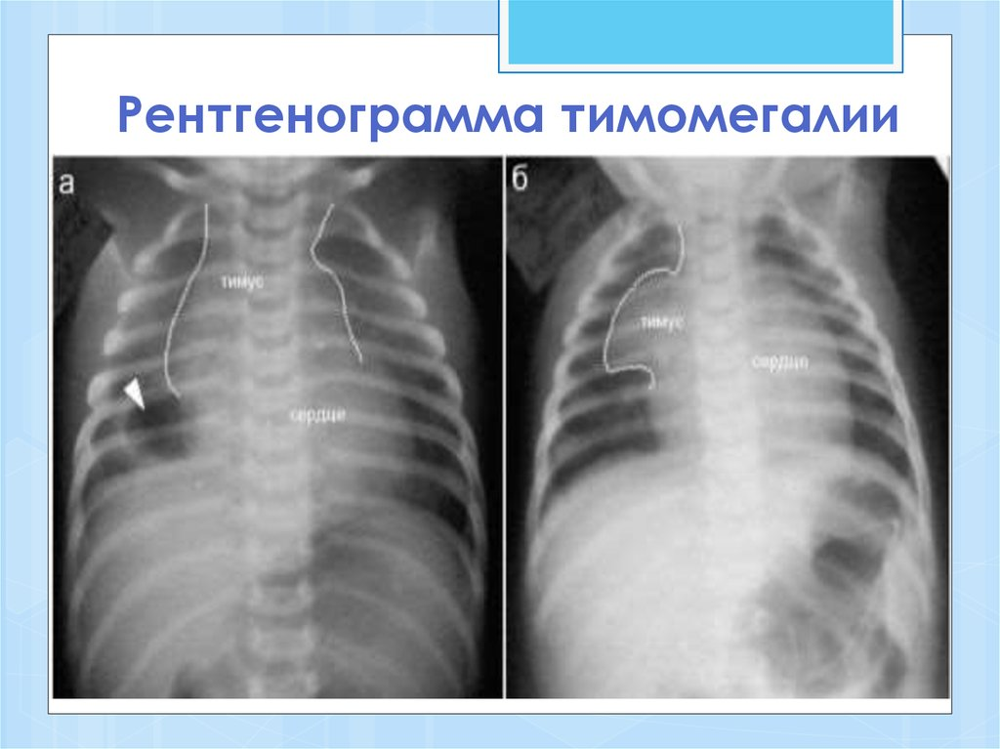 Рентгенограмма тимомегалии
а
тимус
сердце
б
тимус
сердце